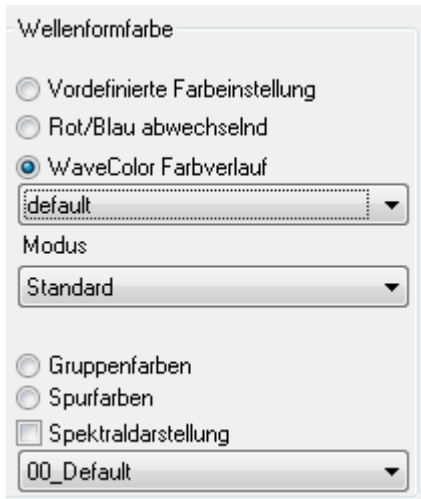 Wellenformfarbe
Vordefinierte Farbeinstellung
Rot/Blau abwechselnd
WaveColor Farbverlauf
default
Modus
Standard
Gruppenfarben
Spurfarben
Spektraldarstellung
00_Default